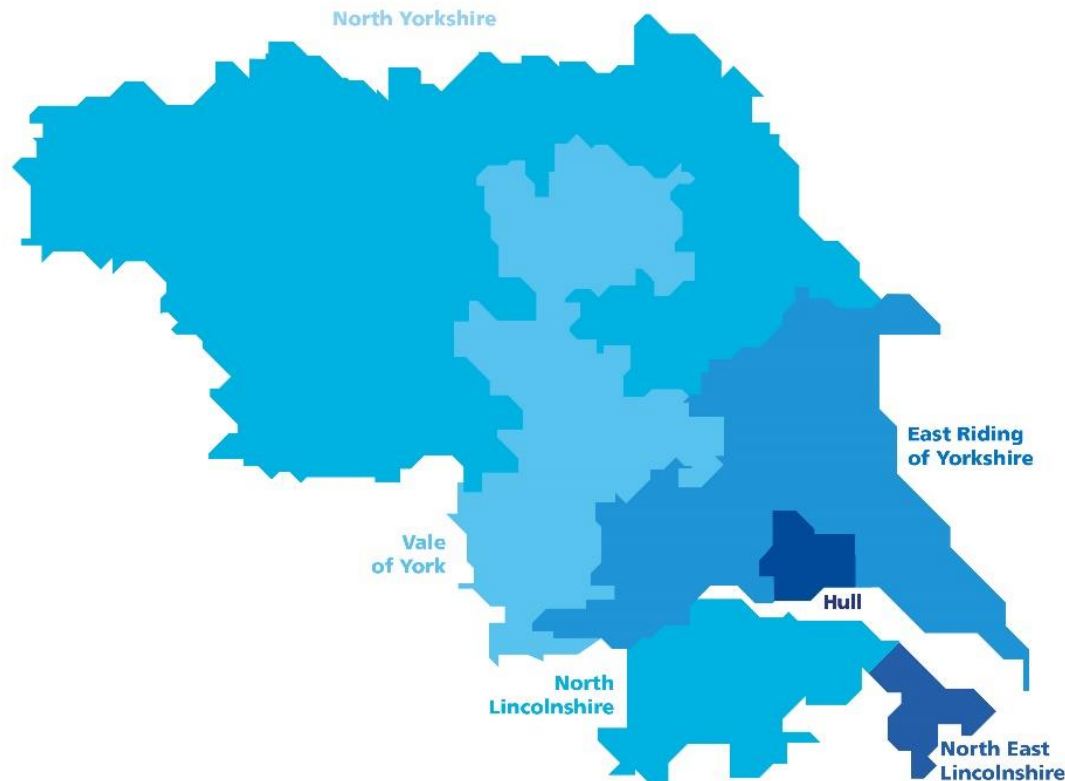 North Yorkshire
East Riding
of Yorkshire
Vale
of York
Hull
North
Lincolnshire
North East
Lincolnshire